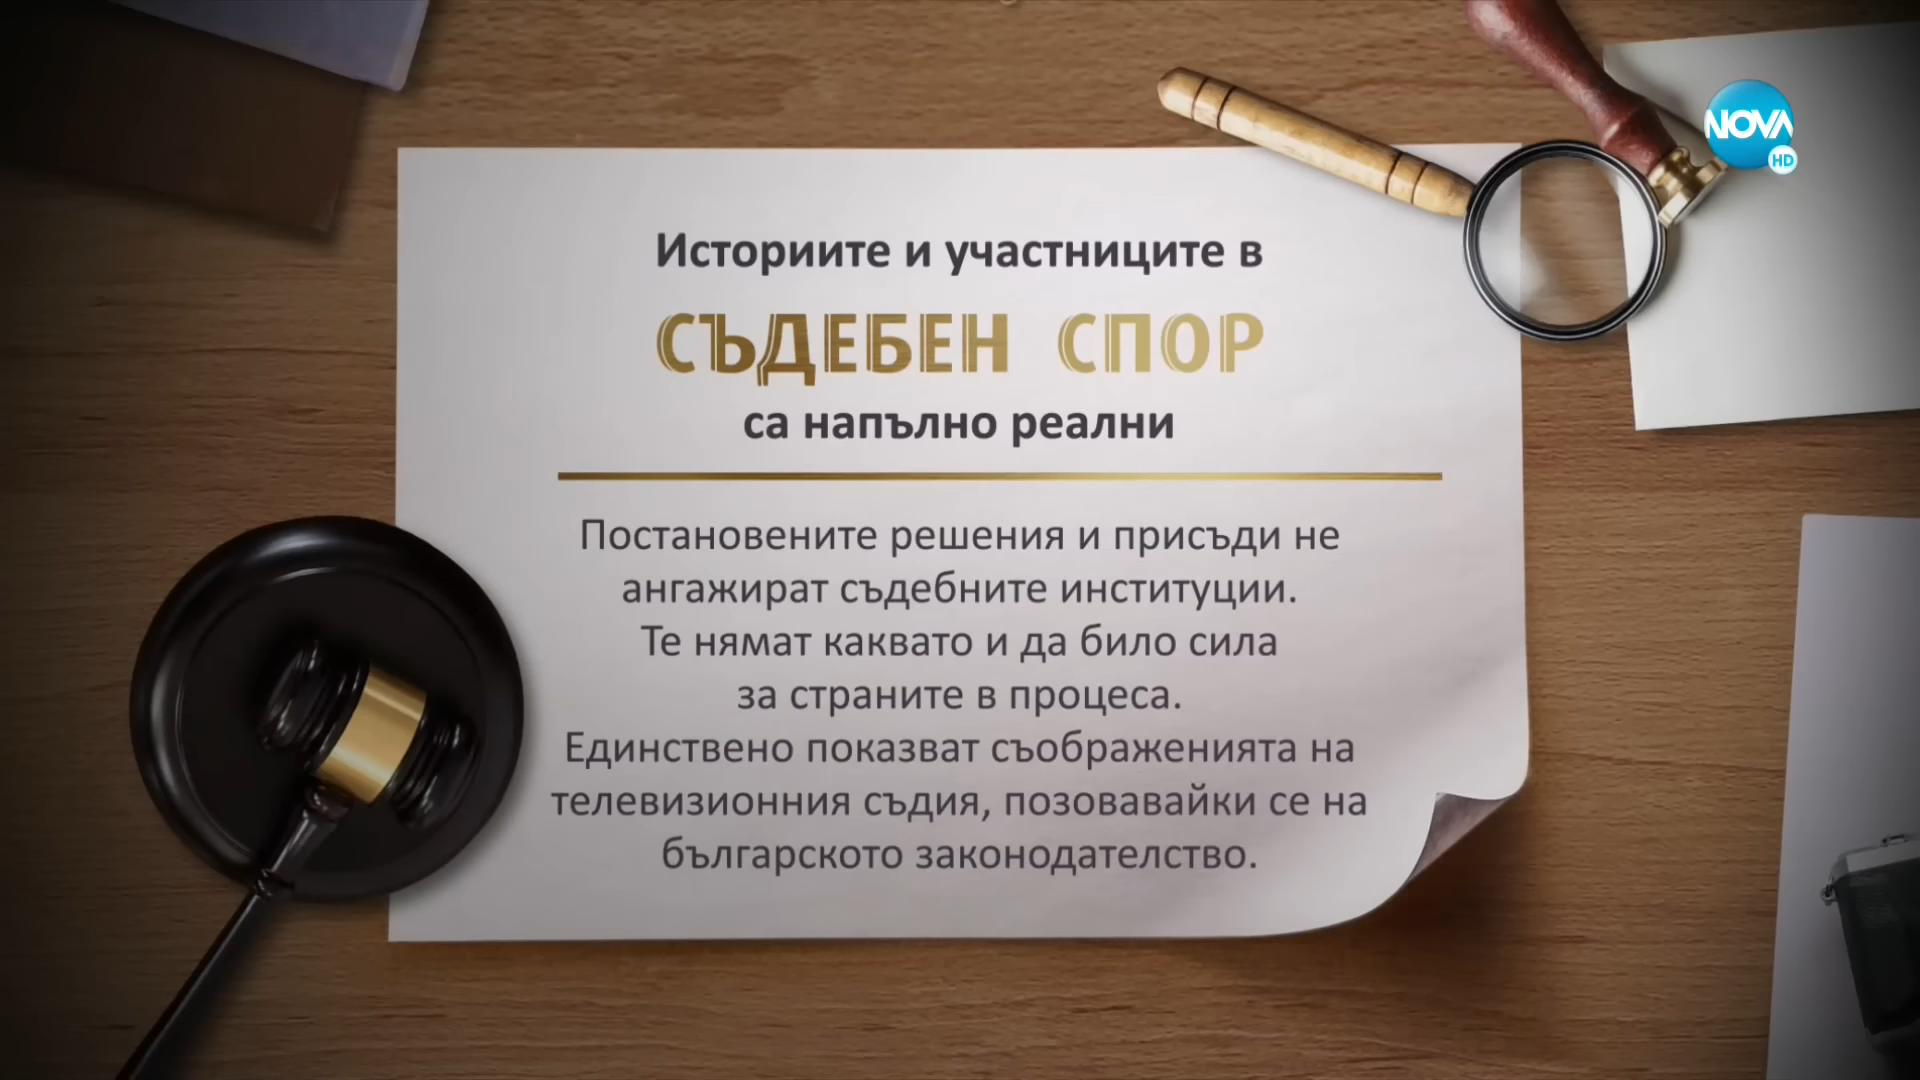 NOVA
HD
Историите и участниците в
СЪДЕБЕН СПОР
са напълно реални
Постановените решения и присъди не
ангажират съдебните институции.
Те нямат каквато и да било сила
за страните в процеса.
Единствено показват съображенията на
телевизионния съдия, позовавайки се на
българското законодателство.